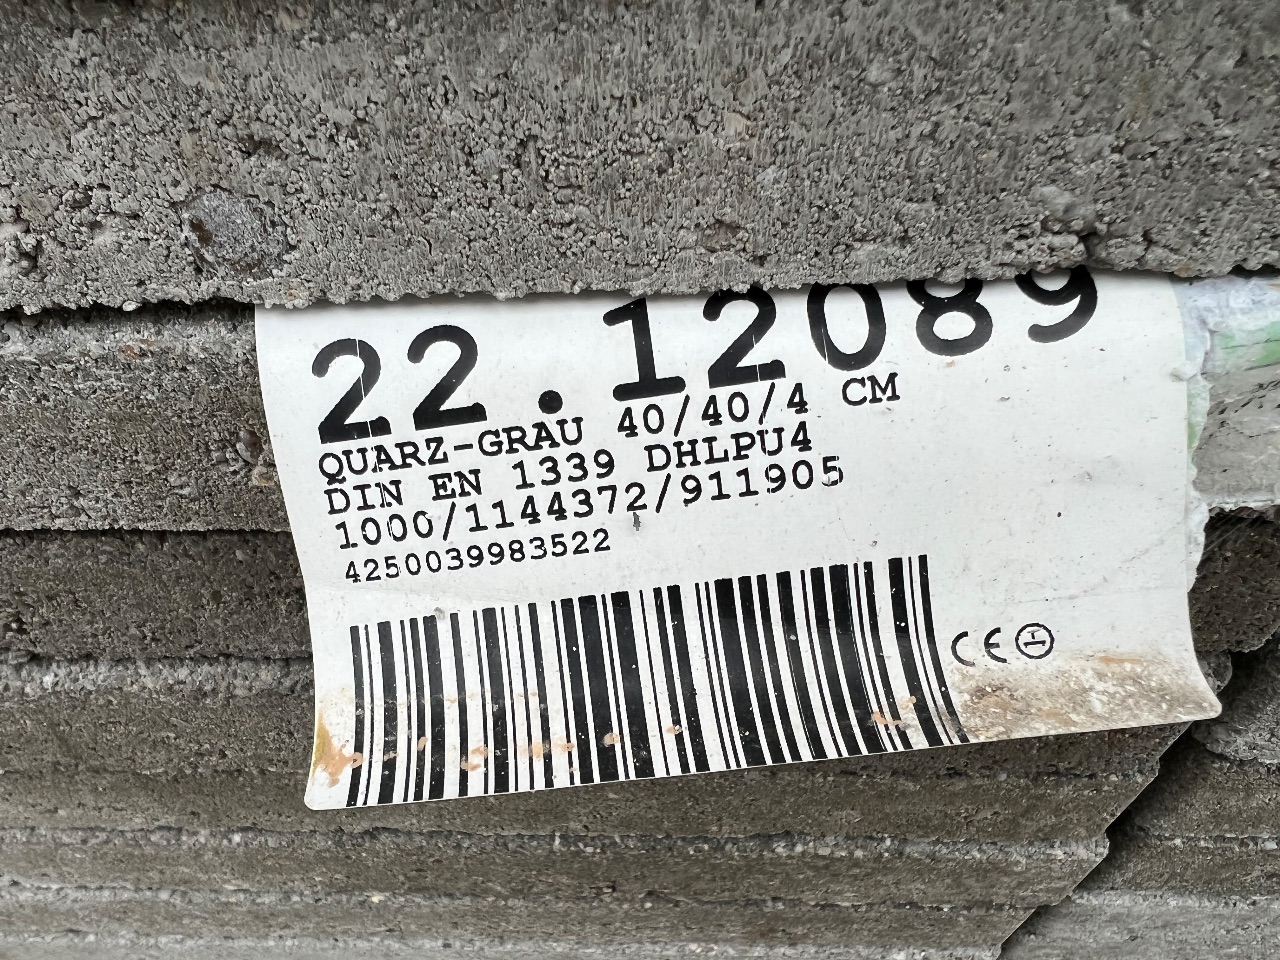 22.12089
QUARZ-GRAU 40/40/4 CM
DIN EN 1339 DHLPU4
1000/1144372/911905
4250039983522
CE